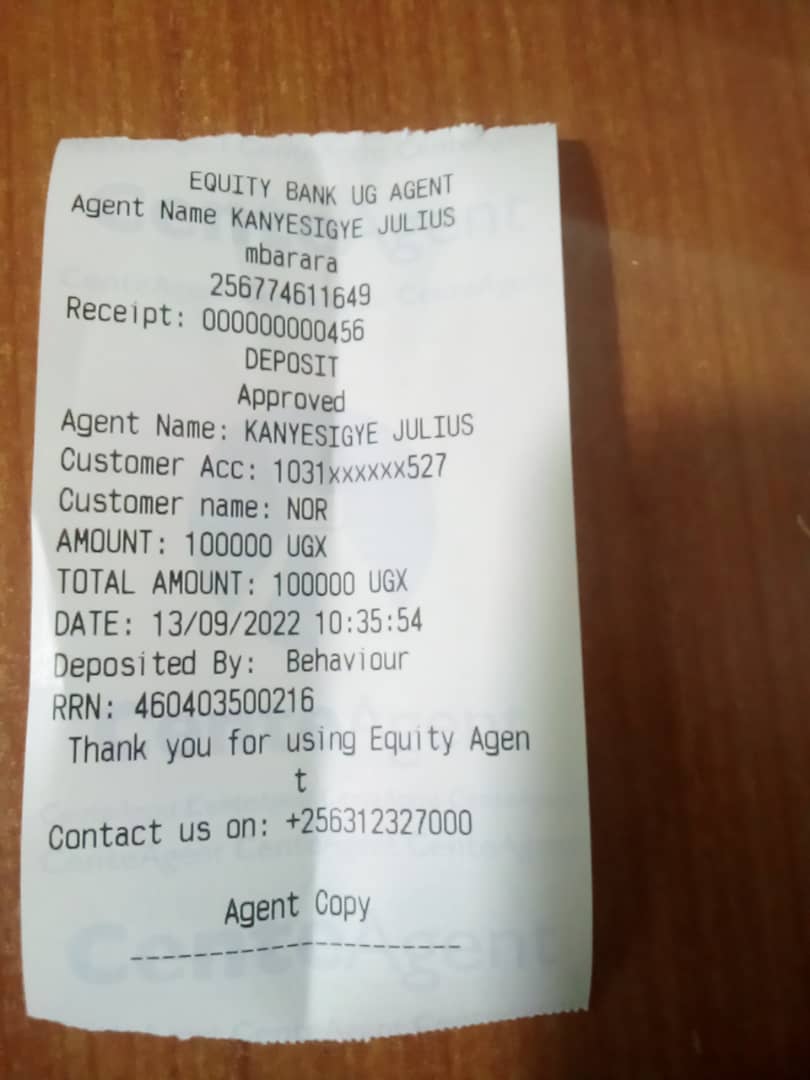 EQUITY BANK UG AGENT
Agent Name KANYESIGYE JULIUS
mbarara
256774611649
Receipt: 000000000456
DEPOSIT
Approved
Agent Name: KANYESIGYE JULIUS
Customer Acc: 1031xxxxxx527
Customer name: NOR
AMOUNT: 100000 UGX
TOTAL AMOUNT: 100000 UGX
DATE: 13/09/2022 10:35:54
Deposited By: Behaviour
RRN: 460403500216
Thank you for using Equity Agen
t
Contact us on: +256312327000
Agent Copy
---------------------
CenteAgent